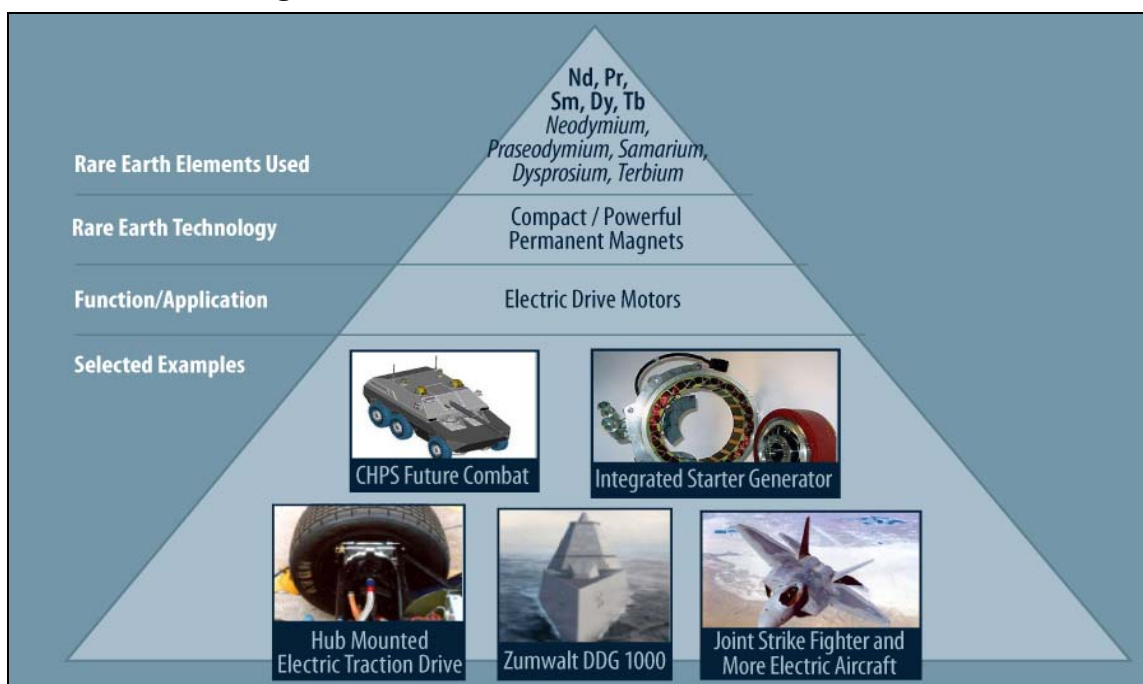 Nd, Pr,
Sm, Dy, Tb
Neodymium,
Praseodymium, Samarium,
Dysprosium, Terbium
Rare Earth Elements Used
Compact / Powerful
Permanent Magnets
Rare Earth Technology
Function/Application
Electric Drive Motors
Selected Examples
CHPS Future Combat
Integrated Starter Generator
Hub Mounted
Electric Traction Drive
Zumwalt DDG 1000
Joint Strike Fighter and
More Electric Aircraft